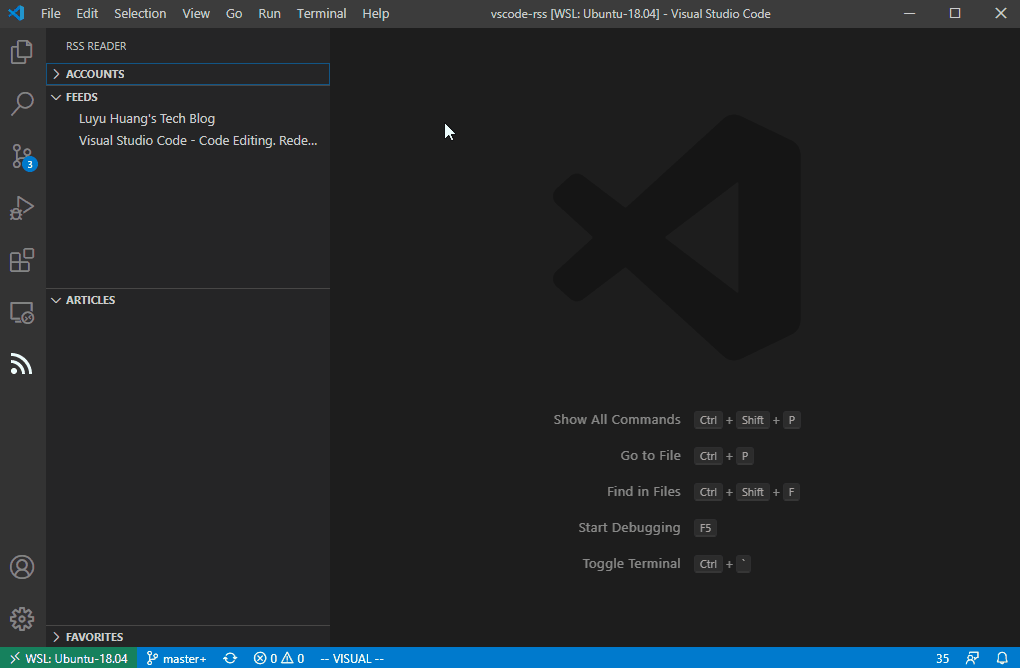 File Edit Selection View Go Run Terminal Help vscode-rss [WSL: Ubuntu-18.04] - Visual Studio Code
RSS READER
ACCOUNTS
FEEDS
Luyu Huang's Tech Blog
Visual Studio Code - Code Editing. Rede...
3
ARTICLES
Show All Commands Ctrl + Shift + P
Go to File Ctrl + P
Find in Files Ctrl + Shift + F
Start Debugging F5
Toggle Terminal Ctrl + `
FAVORITES
WSL: Ubuntu-18.04 master+ 0 0 -- VISUAL -- 35